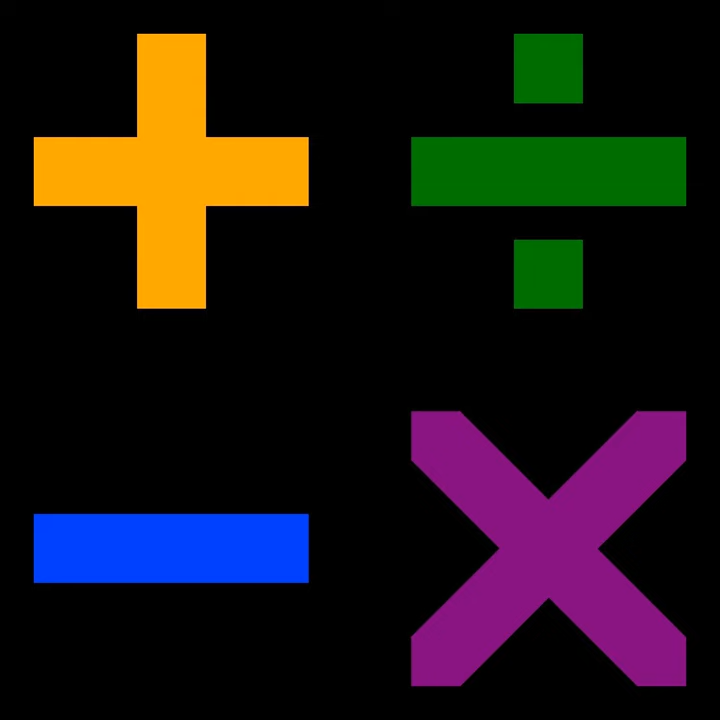 + ÷
− ×